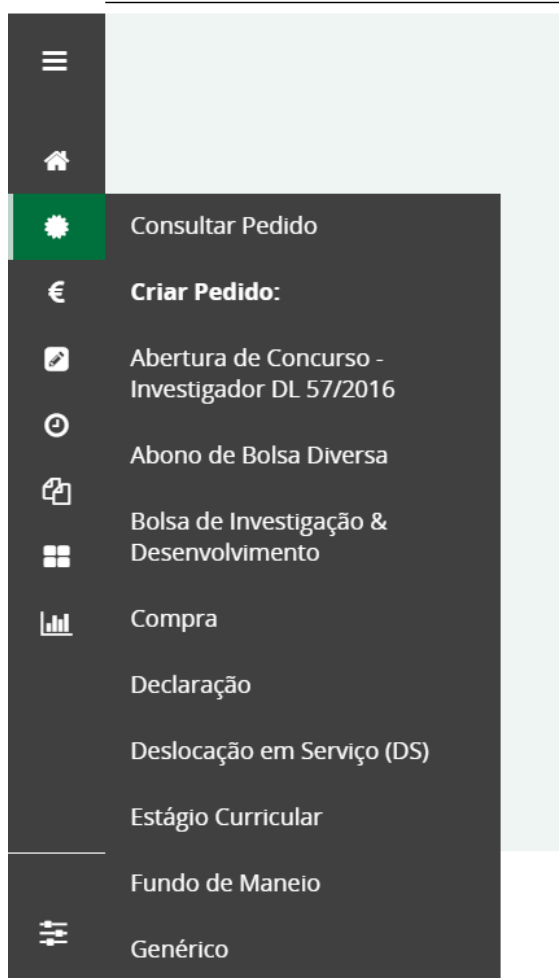 Consultar Pedido
Criar Pedido:
Abertura de Concurso -
Investigador DL 57/2016
Abono de Bolsa Diversa
Bolsa de Investigação &
Desenvolvimento
Compra
Declaração
Deslocação em Serviço (DS)
Estágio Curricular
Fundo de Maneio
Genérico